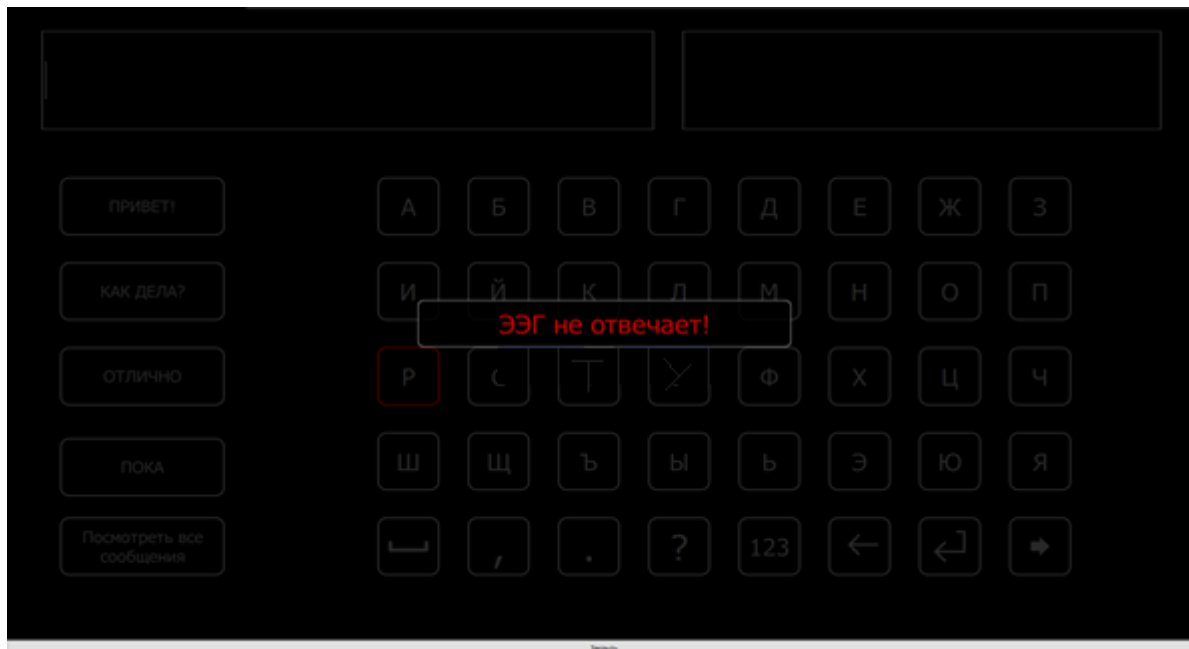 ПРИВЕТ!
А Б В Г Д Е Ж З
КАК ДЕЛА?
И Й К Л М Н О П
ЭЭГ не отвечает!
ОТЛИЧНО
Р С Т У Ф Х Ц Ч
ПОКА
Ш Щ Ъ Ы Ь Э Ю Я
Посмотреть все
сообщения
, . ? 123